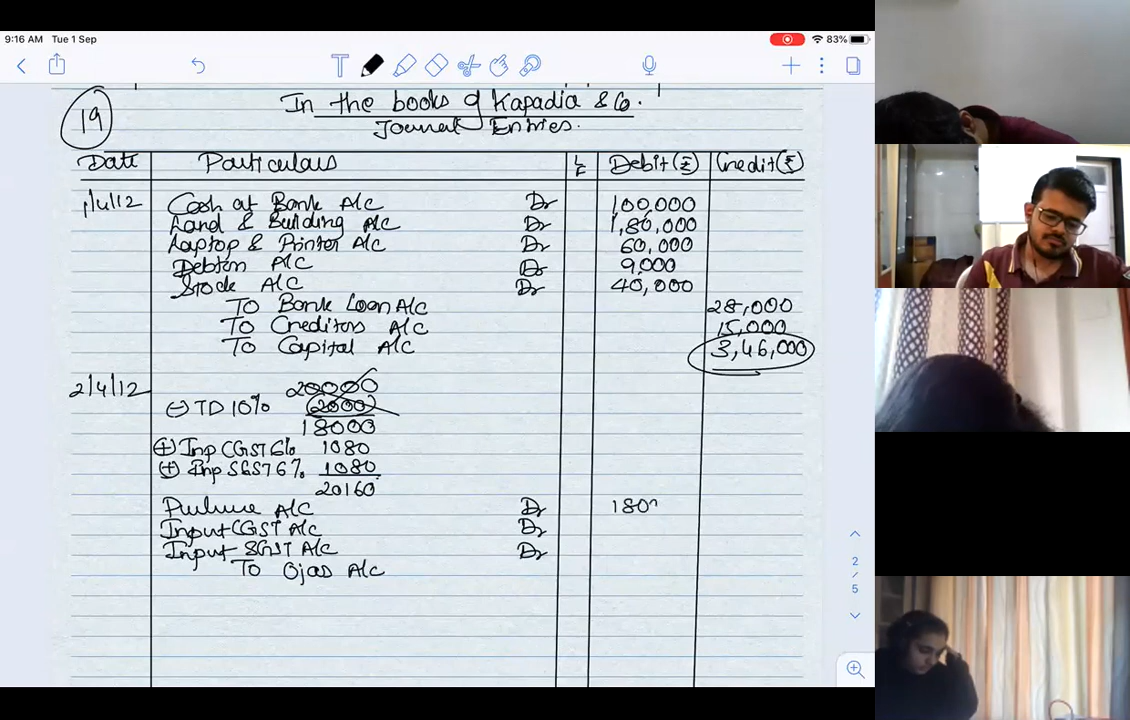 9:16 AM Tue 1 Sep
83%
19
In the books of Kapadia & Co.
Journal Entries.
Date Particulars L F Debit (₹) Credit (₹)
1/4/12 Cash at Bank A/c Dr 100,000
Land & Building A/c Dr 1,80,000
Laptop & Printer A/c Dr 60,000
Debtors A/c Dr 9,000
Stock A/c Dr 40,000
To Bank Loan A/c 28,000
To Creditors A/c 15,000
To Capital A/c 3,46,000
2/4/12 20000
(-) TD 10% (2000)
18000
(+) Inp CGST 6% 1080
(+) Inp SGST 6% 1080
20160
Purchase A/c Dr 180
Input CGST A/c Dr
Input SGST A/c Dr
To Ojas A/c
2
/
5